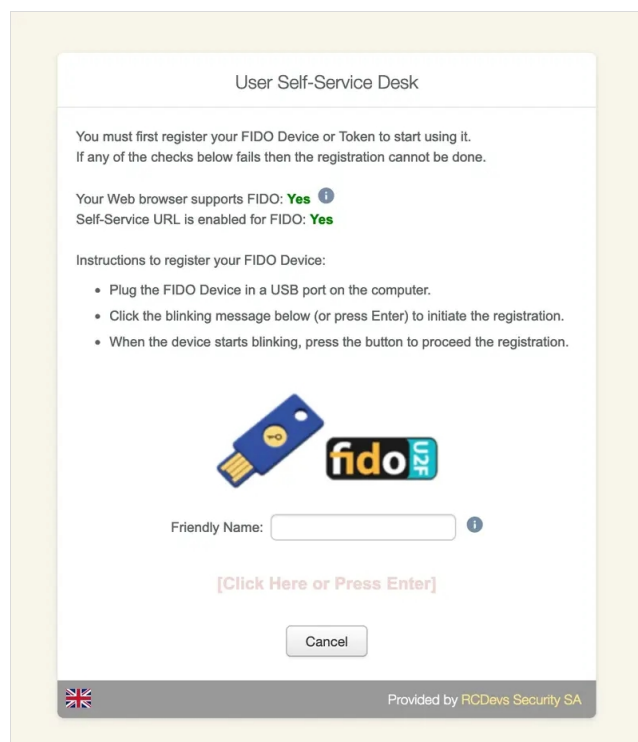 User Self-Service Desk
You must first register your FIDO Device or Token to start using it.
If any of the checks below fails then the registration cannot be done.
Your Web browser supports FIDO: Yes i
Self-Service URL is enabled for FIDO: Yes
Instructions to register your FIDO Device:
• Plug the FIDO Device in a USB port on the computer.
• Click the blinking message below (or press Enter) to initiate the registration.
• When the device starts blinking, press the button to proceed the registration.
fido U2F
Friendly Name: i
[Click Here or Press Enter]
Cancel
Provided by RCDevs Security SA